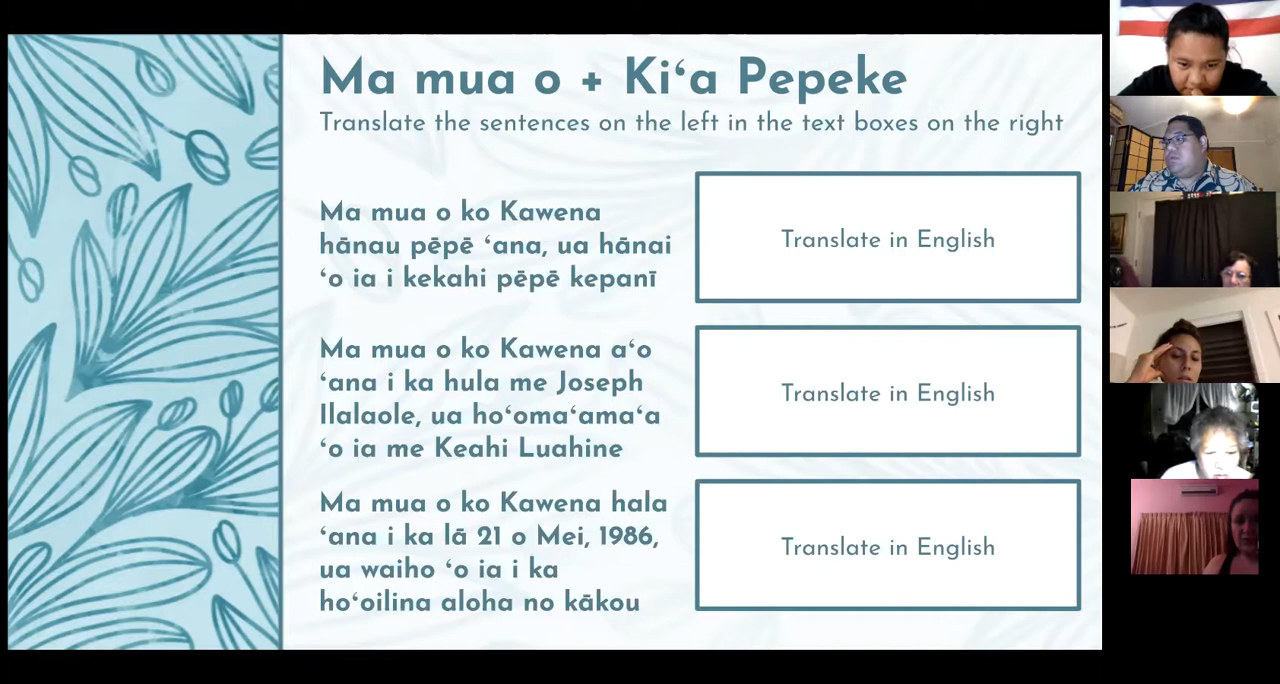 Ma mua o + Kiʻa Pepeke
Translate the sentences on the left in the text boxes on the right
Ma mua o ko Kawena
hānau pēpē ʻana, ua hānai
ʻo ia i kekahi pēpē kepanī
Translate in English
Ma mua o ko Kawena aʻo
ʻana i ka hula me Joseph
Ilalaole, ua hoʻomaʻamaʻa
ʻo ia me Keahi Luahine
Translate in English
Ma mua o ko Kawena hala
ʻana i ka lā 21 o Mei, 1986,
ua waiho ʻo ia i ka
hoʻoilina aloha no kākou
Translate in English